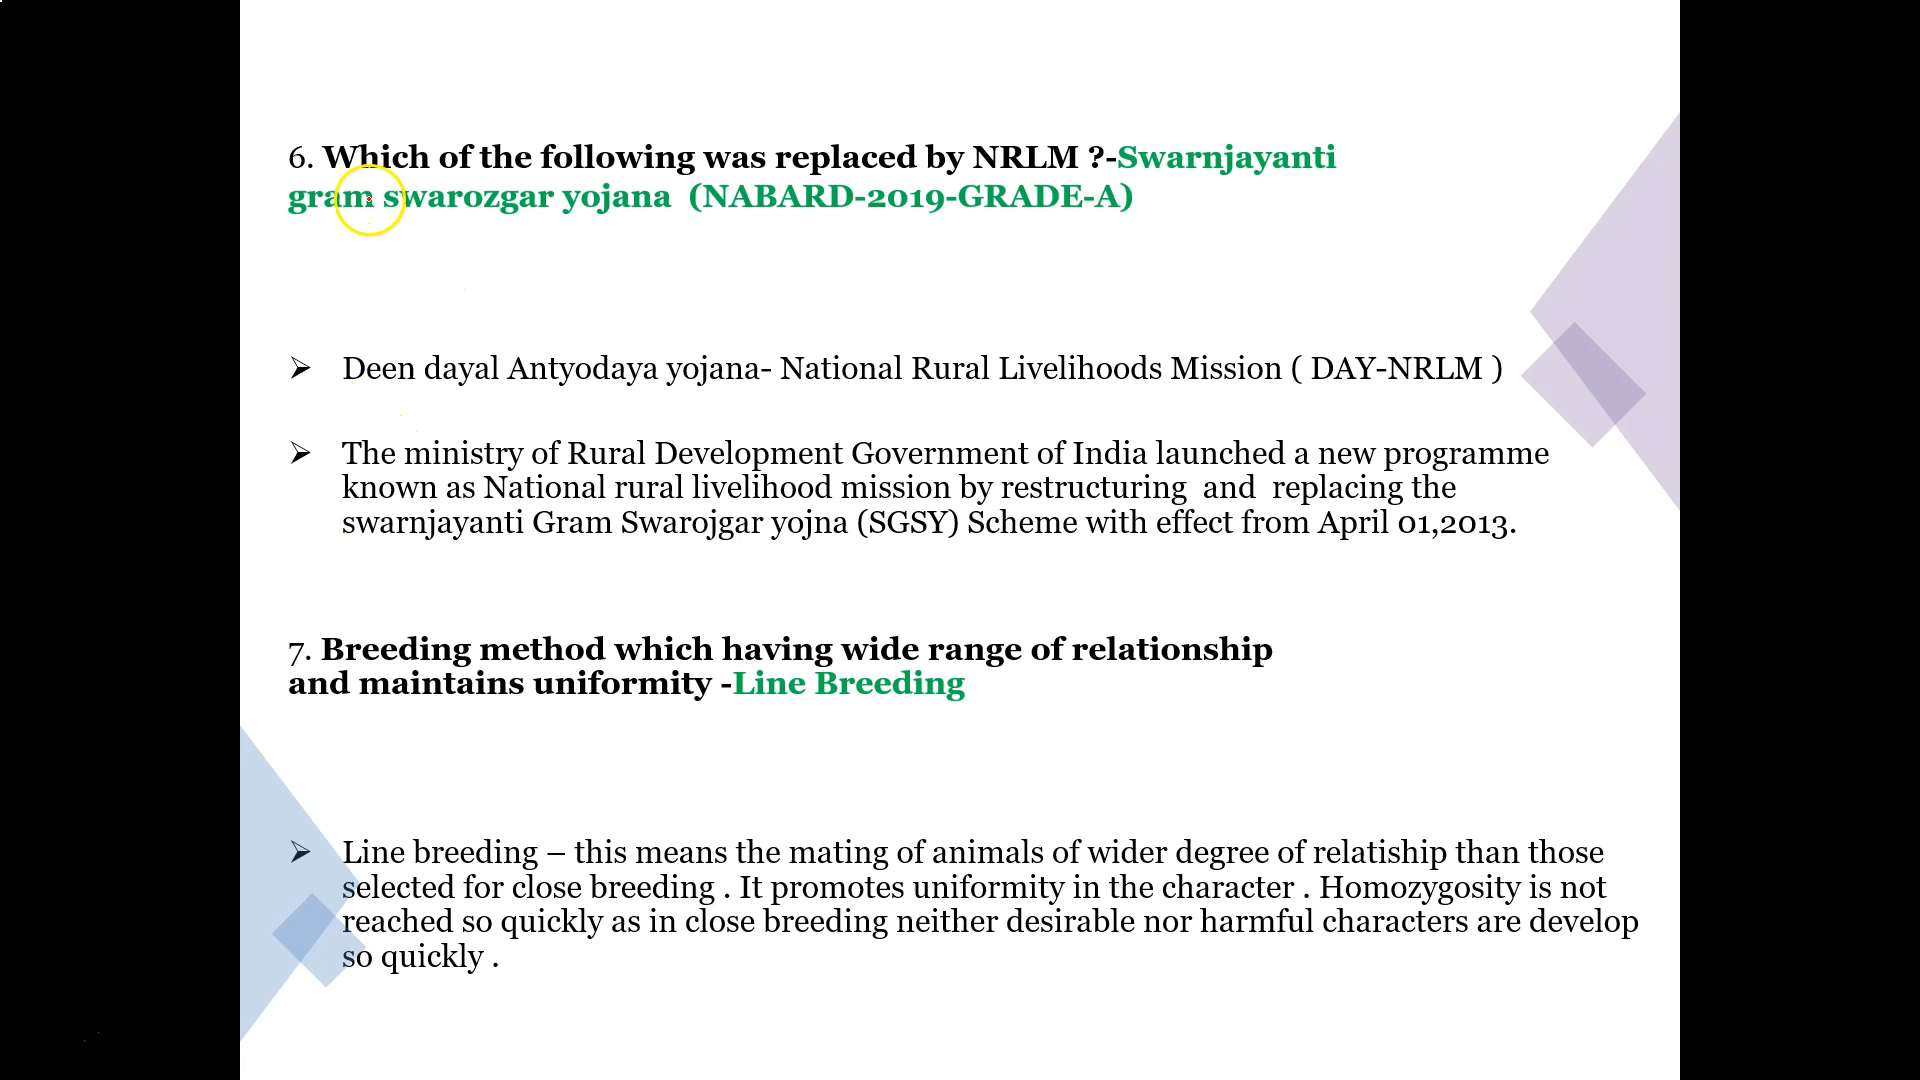 6. Which of the following was replaced by NRLM ?-Swarnjayanti
gram swarozgar yojana (NABARD-2019-GRADE-A)
➢ Deen dayal Antyodaya yojana- National Rural Livelihoods Mission ( DAY-NRLM )
➢ The ministry of Rural Development Government of India launched a new programme
known as National rural livelihood mission by restructuring and replacing the
swarnjayanti Gram Swarojgar yojna (SGSY) Scheme with effect from April 01,2013.
7. Breeding method which having wide range of relationship
and maintains uniformity -Line Breeding
➢ Line breeding – this means the mating of animals of wider degree of relatiship than those
selected for close breeding . It promotes uniformity in the character . Homozygosity is not
reached so quickly as in close breeding neither desirable nor harmful characters are develop
so quickly .